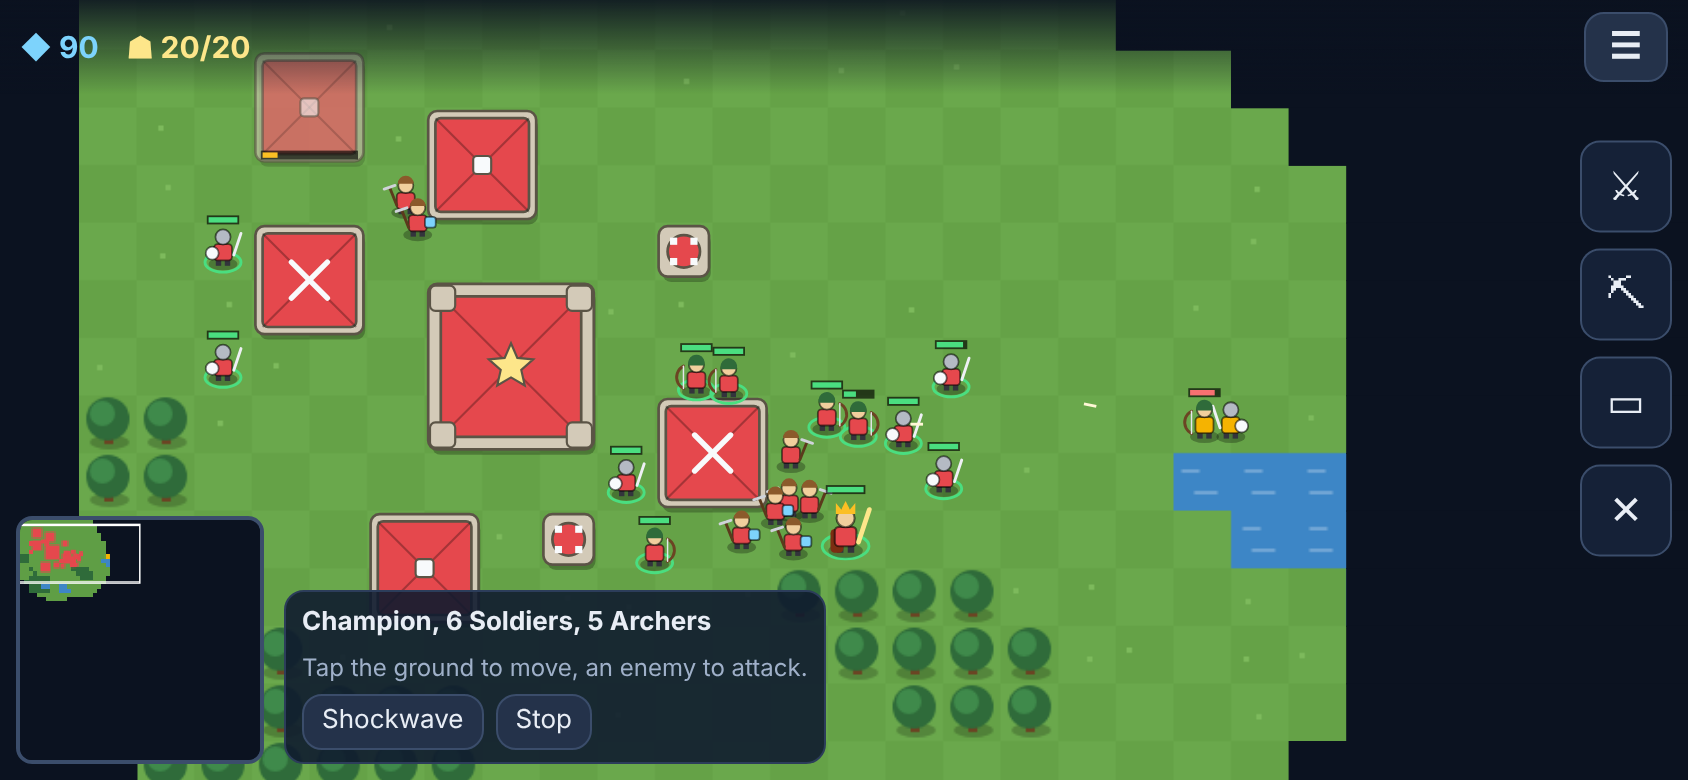 90 20/20
Champion, 6 Soldiers, 5 Archers
Tap the ground to move, an enemy to attack.
Shockwave Stop